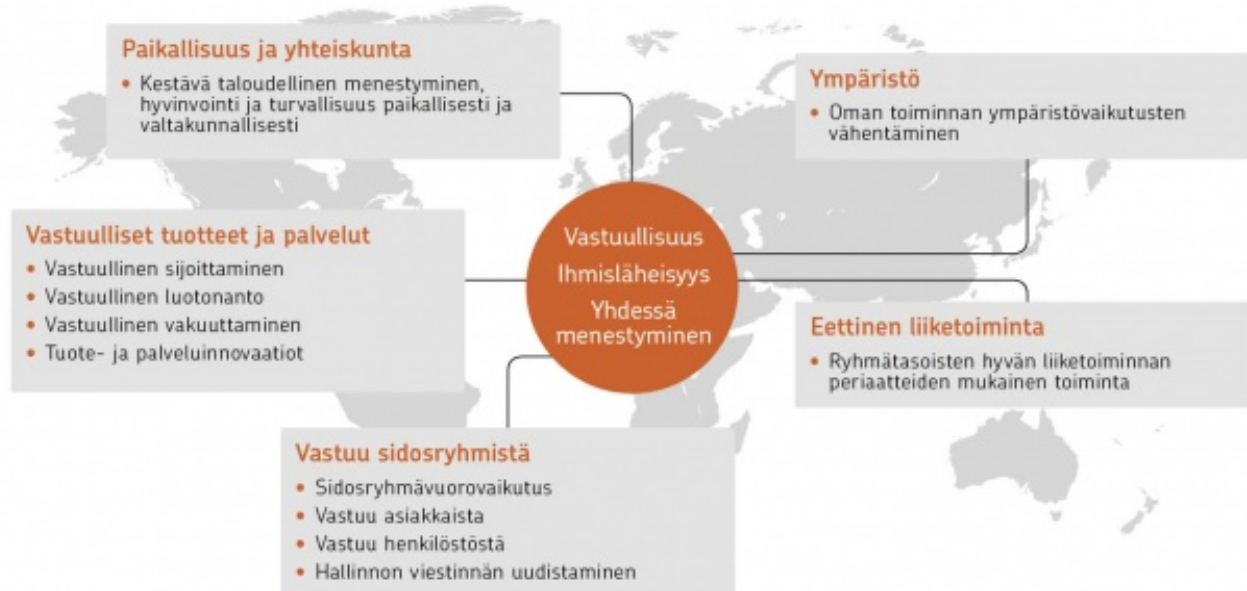 Paikallisuus ja yhteiskunta
• Kestävä taloudellinen menestyminen,
hyvinvointi ja turvallisuus paikallisesti ja
valtakunnallisesti
Ympäristö
• Oman toiminnan ympäristövaikutusten
vähentäminen
Vastuulliset tuotteet ja palvelut
• Vastuullinen sijoittaminen
• Vastuullinen luotonanto
• Vastuullinen vakuuttaminen
• Tuote- ja palveluinnovaatiot
Vastuullisuus
Ihmisläheisyys
Yhdessä
menestyminen
Eettinen liiketoiminta
• Ryhmätasoisten hyvän liiketoiminnan
periaatteiden mukainen toiminta
Vastuu sidosryhmistä
• Sidosryhmävuorovaikutus
• Vastuu asiakkaista
• Vastuu henkilöstöstä
• Hallinnon viestinnän uudistaminen